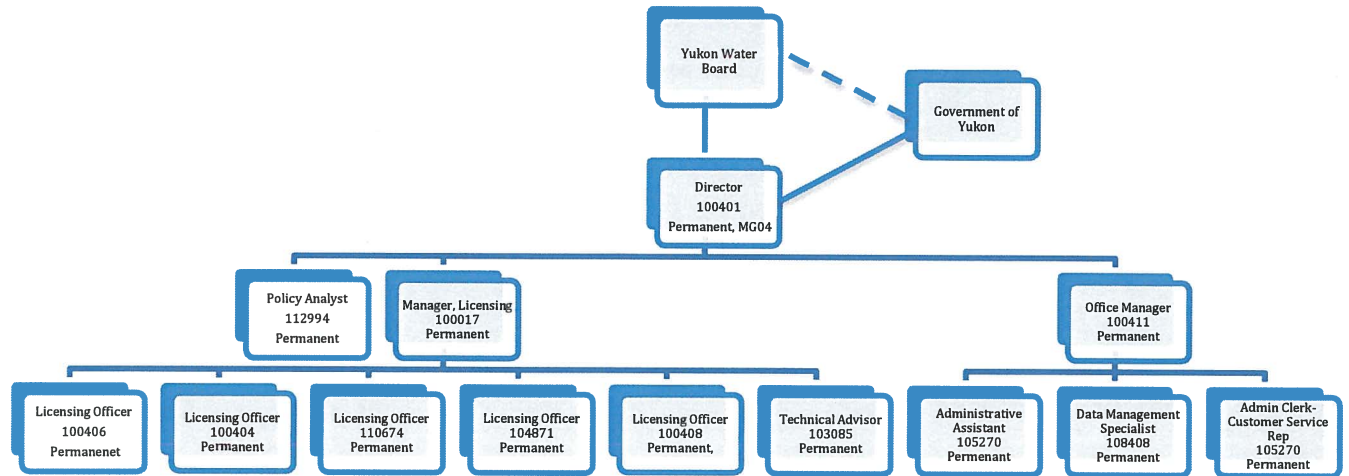 Yukon Water
Board
Government of
Yukon
Director
100401
Permanent, MG04
Policy Analyst
112994
Permanent
Manager, Licensing
100017
Permanent
Office Manager
100411
Permanent
Licensing Officer
100406
Permanenet
Licensing Officer
100404
Permanent
Licensing Officer
110674
Permanent
Licensing Officer
104871
Permanent
Licensing Officer
100408
Permanent,
Technical Advisor
103085
Permanent
Administrative
Assistant
105270
Permenant
Data Management
Specialist
108408
Permanent
Admin Clerk-
Customer Service
Rep
105270
Permanent